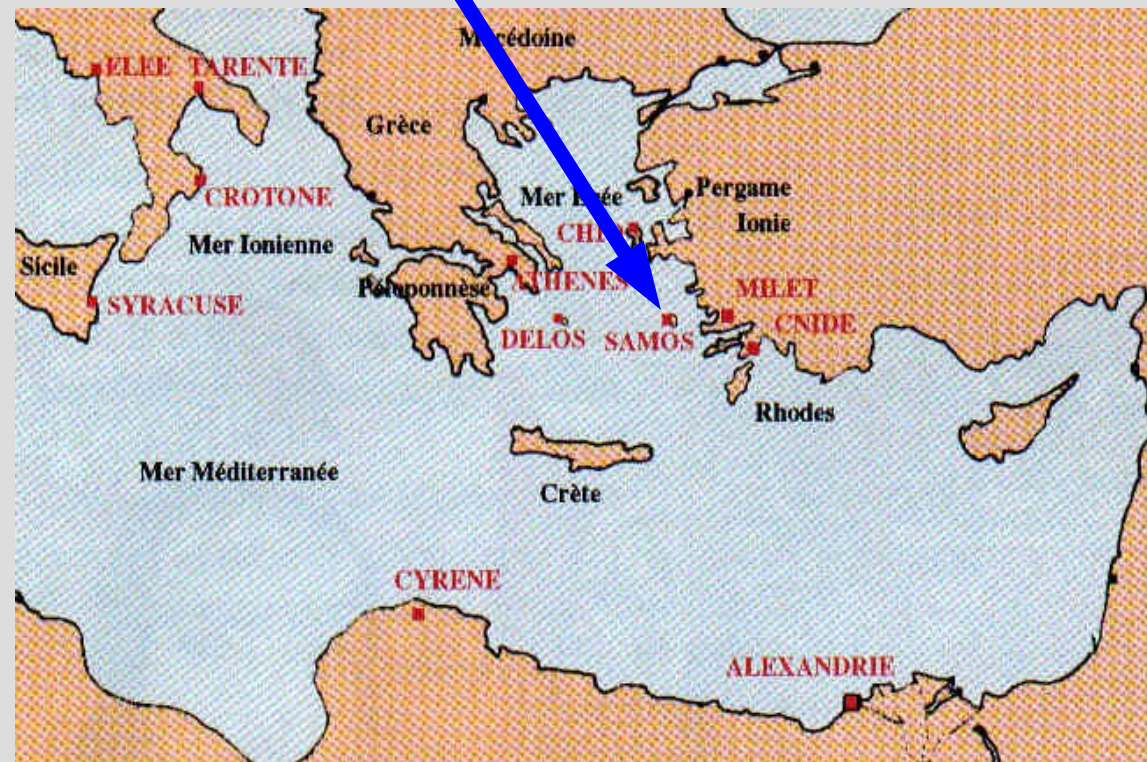 Macédoine
ELEE TARENTE
Grèce
CROTONE
Mer Egée
Pergame
Ionie
CHIOS
Mer Ionienne
Sicile
SYRACUSE
Péloponnèse
ATHENES
MILET
CNIDE
DELOS
SAMOS
Rhodes
Mer Méditerranée
Crète
CYRENE
ALEXANDRIE